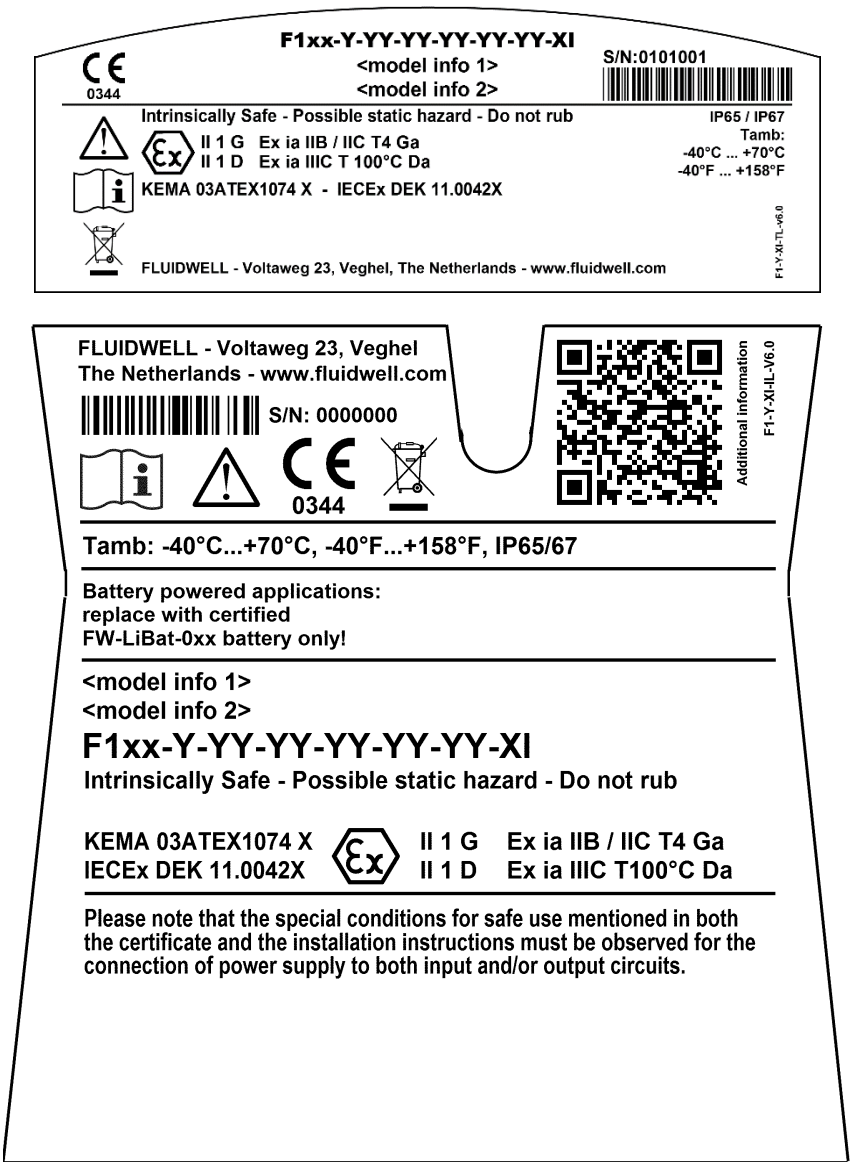 F1xx-Y-YY-YY-YY-YY-YY-XI
<model info 1>
<model info 2>
S/N:0101001
CE
0344
Intrinsically Safe - Possible static hazard - Do not rub
Ex
II 1 G Ex ia IIB / IIC T4 Ga
II 1 D Ex ia IIIC T 100°C Da
KEMA 03ATEX1074 X - IECEx DEK 11.0042X
IP65 / IP67
Tamb:
-40°C ... +70°C
-40°F ... +158°F
i
FLUIDWELL - Voltaweg 23, Veghel, The Netherlands - www.fluidwell.com
F1-Y-XI-TL-v6.0
FLUIDWELL - Voltaweg 23, Veghel
The Netherlands - www.fluidwell.com
S/N: 0000000
i
CE
0344
Additional information
F1-Y-XI-IL-V6.0
Tamb: -40°C...+70°C, -40°F...+158°F, IP65/67
Battery powered applications:
replace with certified
FW-LiBat-0xx battery only!
<model info 1>
<model info 2>
F1xx-Y-YY-YY-YY-YY-YY-XI
Intrinsically Safe - Possible static hazard - Do not rub
KEMA 03ATEX1074 X
IECEx DEK 11.0042X
Ex
II 1 G Ex ia IIB / IIC T4 Ga
II 1 D Ex ia IIIC T100°C Da
Please note that the special conditions for safe use mentioned in both
the certificate and the installation instructions must be observed for the
connection of power supply to both input and/or output circuits.